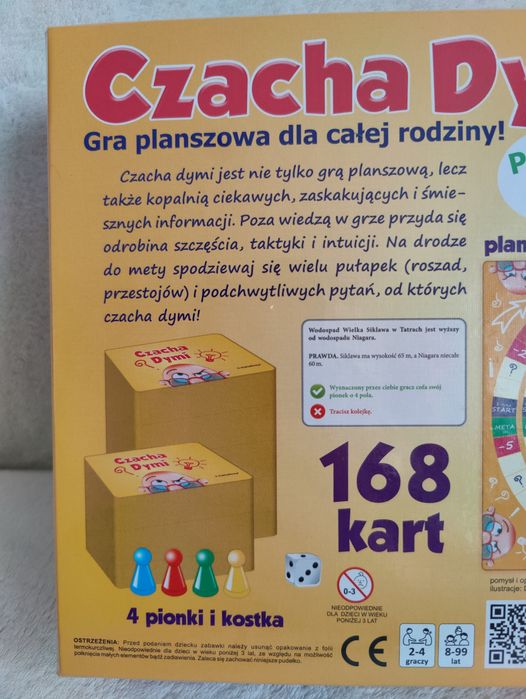 Czacha Dy
Gra planszowa dla całej rodziny!
Czacha dymi jest nie tylko grą planszową, lecz
także kopalnią ciekawych, zaskakujących i śmie-
sznych informacji. Poza wiedzą w grze przyda się
odrobina szczęścia, taktyki i intuicji. Na drodze
do mety spodziewaj się wielu pułapek (roszad,
przestojów) i podchwytliwych pytań, od których
czacha dymi!
P
plan
Wodospad Wielka Siklawa w Tatrach jest wyższy
od wodospadu Niagara.
PRAWDA. Siklawa ma wysokość 65 m, a Niagara niecałe
60 m.
Wyznaczony przez ciebie gracz cofa swój
pionek o 4 pola.
Tracisz kolejkę.
Czacha
Dymi
Czacha
Dymi
START
META
-5
168
kart
4 pionki i kostka
0-3
NIEODPOWIEDNIE
DLA DZIECI W WIEKU
PONIŻEJ 3 LAT
pomysł i op
ilustracje: D
OSTRZEŻENIA: Przed podaniem dziecku zabawki należy usunąć opakowanie z folii
termokurczliwej. Nieodpowiednie dla dzieci w wieku poniżej 3 lat, ze względu na możliwość
połknięcia małych elementów bądź zadławienia. Zaleca się zachować niniejsze pudełko.
CE
2-4
graczy
8-99
lat